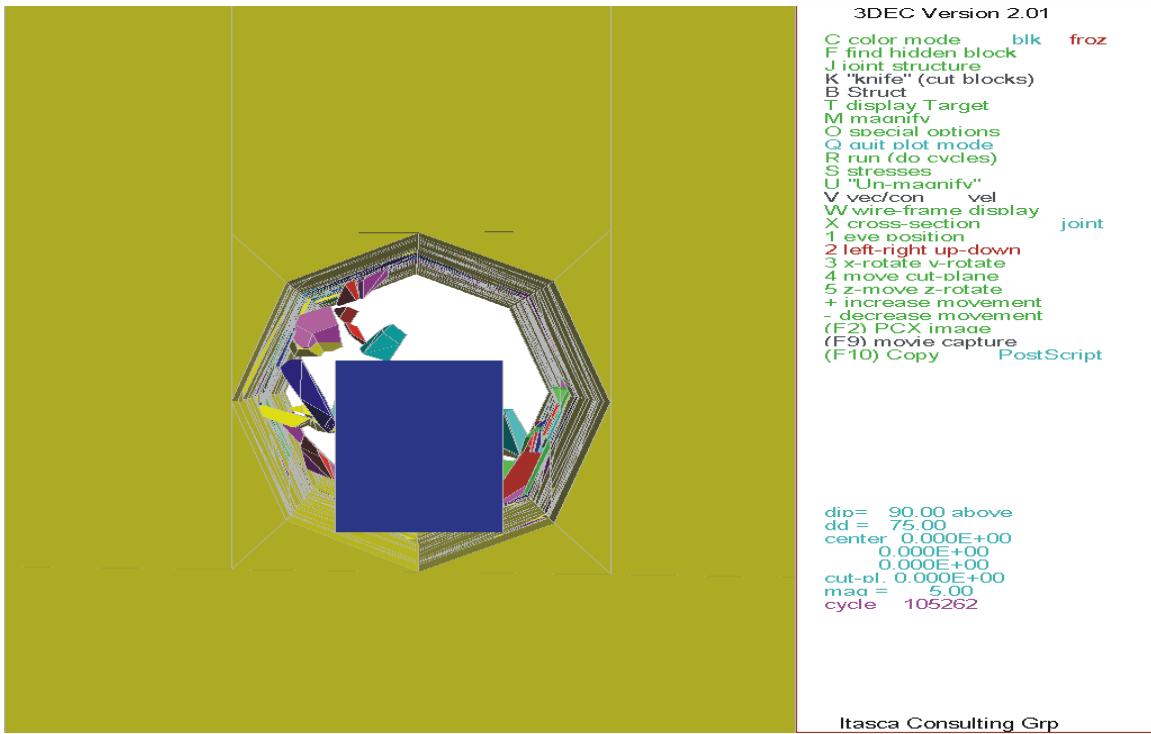 3DEC Version 2.01
C color mode blk froz
F find hidden block
J joint structure
K "knife" (cut blocks)
B Struct
T display Target
M magnify
O special options
Q quit plot mode
R run (do cycles)
S stresses
U "Un-magnify"
V vec/con vel
W wire-frame display
X cross-section joint
1 eye position
2 left-right up-down
3 x-rotate y-rotate
4 move cut-plane
5 z-move z-rotate
+ increase movement
- decrease movement
(F2) PCX image
(F9) movie capture
(F10) Copy PostScript
dip= 90.00 above
dd = 75.00
center 0.000E+00
0.000E+00
0.000E+00
cut-pl. 0.000E+00
mag = 5.00
cycle 105262
Itasca Consulting Grp